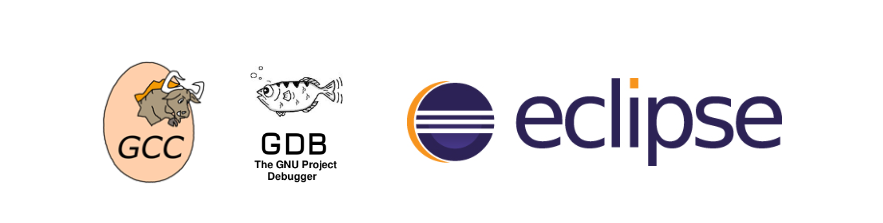 GCC
GDB
The GNU Project
Debugger
eclipse